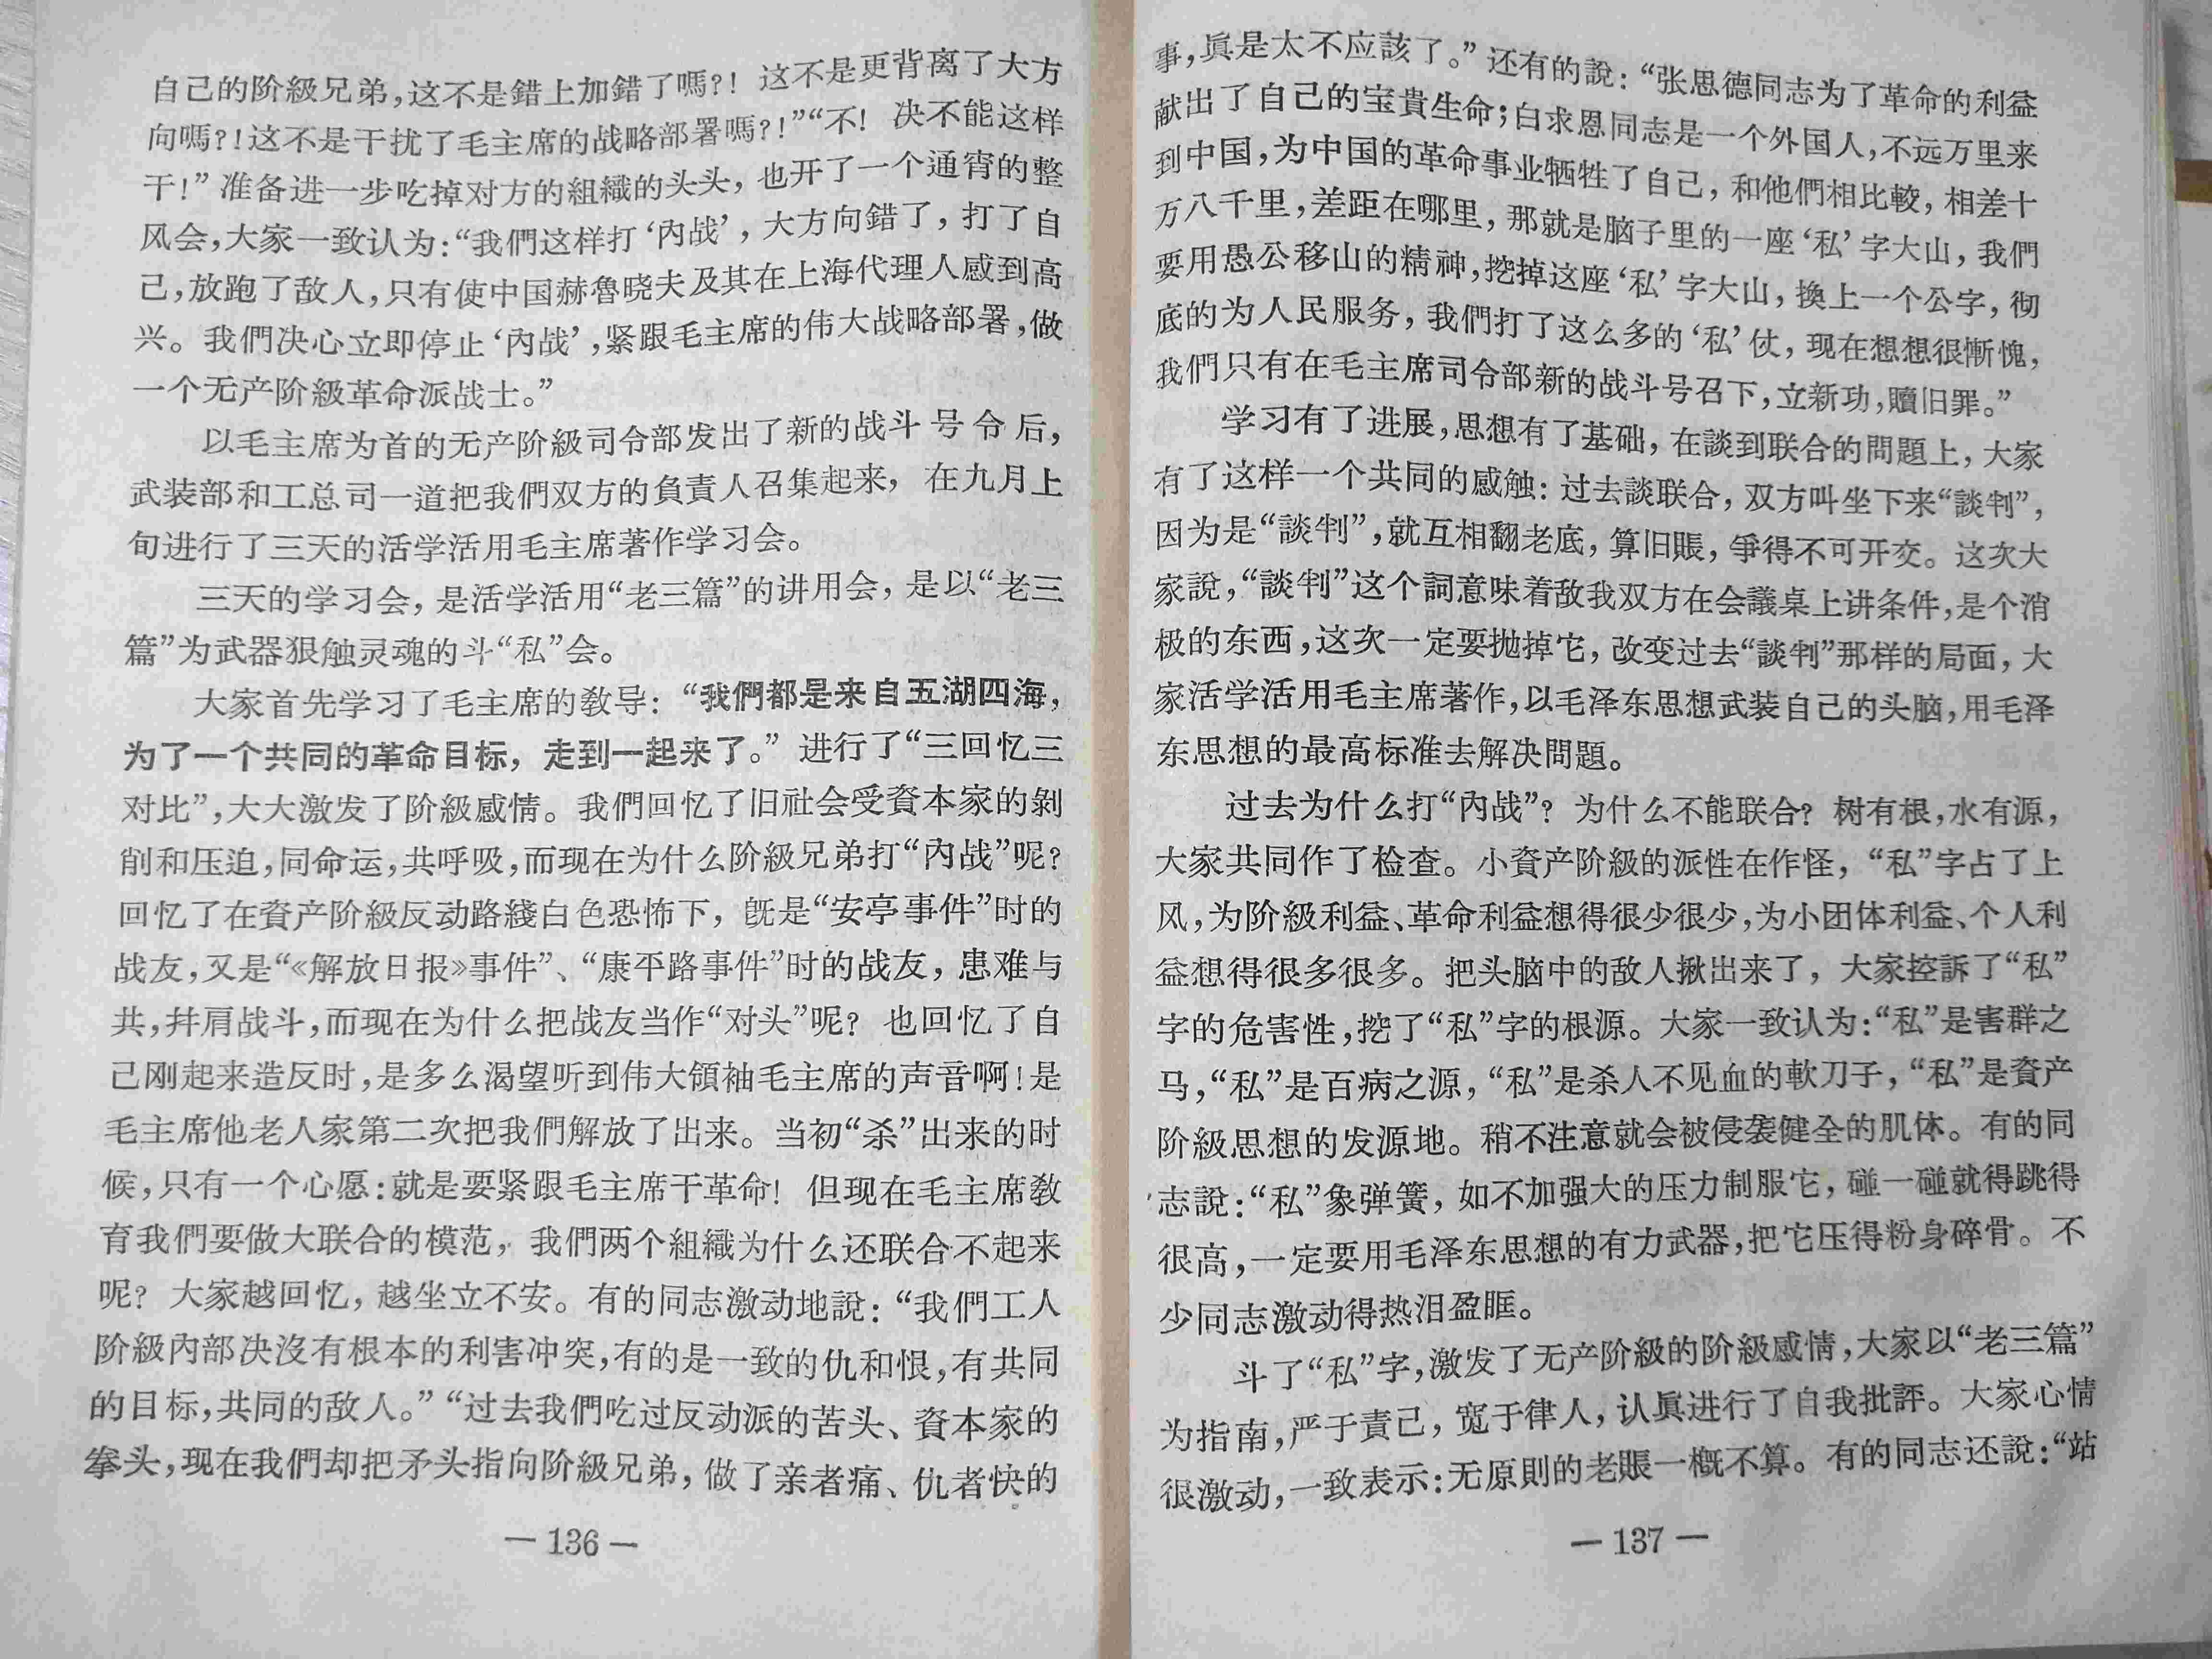 自己的阶級兄弟,这不是錯上加錯了嗎?! 这不是更背离了大方
向嗎?!这不是干扰了毛主席的战略部署嗎?!”“不! 决不能这样
干!” 准备进一步吃掉对方的組織的头头, 也开了一个通宵的整
风会,大家一致认为:“我們这样打‘內战’, 大方向錯了, 打了自
己,放跑了敌人,只有使中国赫魯晓夫及其在上海代理人感到高
兴。我們决心立即停止‘內战’,紧跟毛主席的伟大战略部署,做
一个无产阶級革命派战士。”
以毛主席为首的无产阶級司令部发出了新的战斗号令后,
武装部和工总司一道把我們双方的負責人召集起来, 在九月上
旬进行了三天的活学活用毛主席著作学习会。
三天的学习会, 是活学活用“老三篇”的讲用会, 是以“老三
篇”为武器狠触灵魂的斗“私”会。
大家首先学习了毛主席的敎导: “我們都是来自五湖四海,
为了一个共同的革命目标, 走到一起来了。” 进行了“三回忆三
对比”,大大激发了阶級感情。我們回忆了旧社会受資本家的剝
削和压迫,同命运,共呼吸,而现在为什么阶級兄弟打“內战”呢?
回忆了在資产阶級反动路綫白色恐怖下, 旣是“安亭事件”时的
战友,又是“《解放日报》事件”、“康平路事件”时的战友, 患难与
共,幷肩战斗,而现在为什么把战友当作“对头”呢? 也回忆了自
己刚起来造反时,是多么渴望听到伟大領袖毛主席的声音啊!是
毛主席他老人家第二次把我們解放了出来。当初“杀”出来的时
候,只有一个心愿:就是要紧跟毛主席干革命! 但现在毛主席敎
育我們要做大联合的模范, 我們两个組織为什么还联合不起来
呢? 大家越回忆, 越坐立不安。有的同志激动地說: “我們工人
阶級內部决沒有根本的利害冲突,有的是一致的仇和恨,有共同
的目标,共同的敌人。” “过去我們吃过反动派的苦头、資本家的
拳头,现在我們却把矛头指向阶級兄弟, 做了亲者痛、仇者快的
— 136 —
事,眞是太不应該了。” 还有的說: “张思德同志为了革命的利益
献出了自己的宝貴生命;白求恩同志是一个外国人,不远万里来
到中国,为中国的革命事业牺牲了自己, 和他們相比較, 相差十
万八千里,差距在哪里, 那就是脑子里的一座‘私’字大山, 我們
要用愚公移山的精神,挖掉这座‘私’字大山, 換上一个公字, 彻
底的为人民服务, 我們打了这么多的‘私’仗, 现在想想很慚愧,
我們只有在毛主席司令部新的战斗号召下,立新功,贖旧罪。”
学习有了进展,思想有了基础, 在談到联合的問題上, 大家
有了这样一个共同的感触: 过去談联合, 双方叫坐下来“談判”,
因为是“談判”,就互相翻老底, 算旧賬, 爭得不可开交。这次大
家說,“談判”这个詞意味着敌我双方在会議桌上讲条件,是个消
极的东西,这次一定要抛掉它, 改变过去“談判”那样的局面, 大
家活学活用毛主席著作,以毛泽东思想武装自己的头脑,用毛泽
东思想的最高标准去解决問題。
过去为什么打“內战”? 为什么不能联合? 树有根,水有源,
大家共同作了检查。小資产阶級的派性在作怪, “私”字占了上
风,为阶級利益、革命利益想得很少很少,为小团体利益、个人利
益想得很多很多。把头脑中的敌人揪出来了, 大家控訴了“私”
字的危害性,挖了“私”字的根源。大家一致认为:“私”是害群之
马,“私”是百病之源, “私”是杀人不见血的軟刀子, “私”是資产
阶級思想的发源地。稍不注意就会被侵袭健全的肌体。有的同
志說:“私”象弹簧, 如不加强大的压力制服它, 碰一碰就得跳得
很高,一定要用毛泽东思想的有力武器,把它压得粉身碎骨。不
少同志激动得热泪盈眶。
斗了“私”字,激发了无产阶級的阶級感情,大家以“老三篇”
为指南,严于責己, 宽于律人, 认眞进行了自我批評。大家心情
很激动,一致表示:无原則的老賬一概不算。有的同志还說:“站
— 137 —